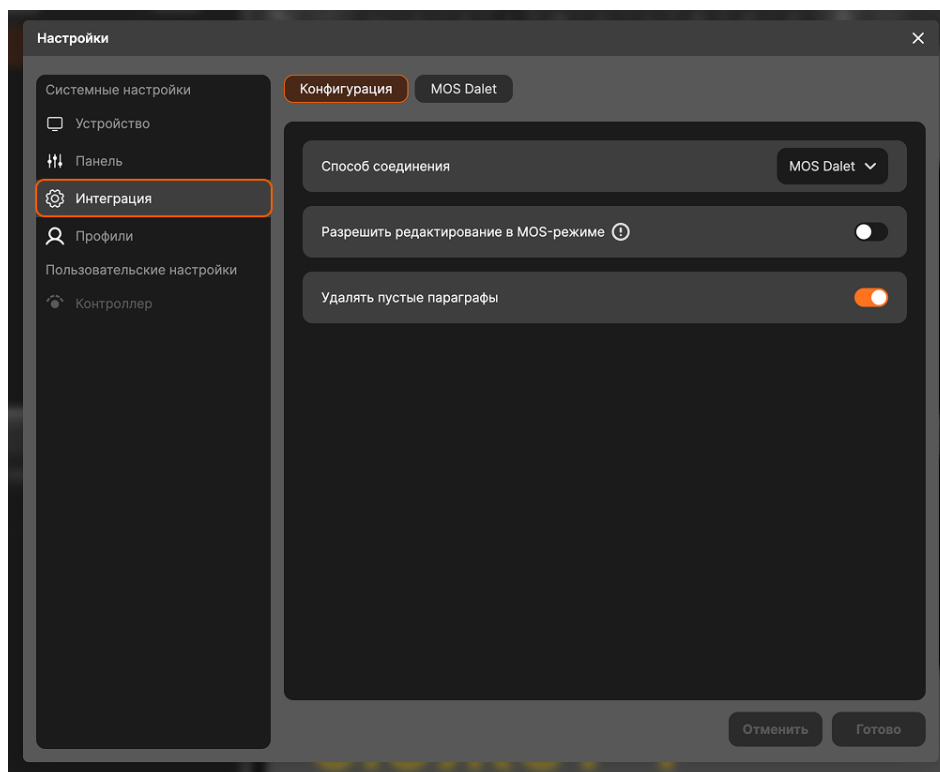 Настройки
Системные настройки
Устройство
Панель
Интеграция
Профили
Пользовательские настройки
Контроллер
Конфигурация
MOS Dalet
Способ соединения
MOS Dalet
Разрешить редактирование в MOS-режиме
Удалять пустые параграфы
Отменить
Готово